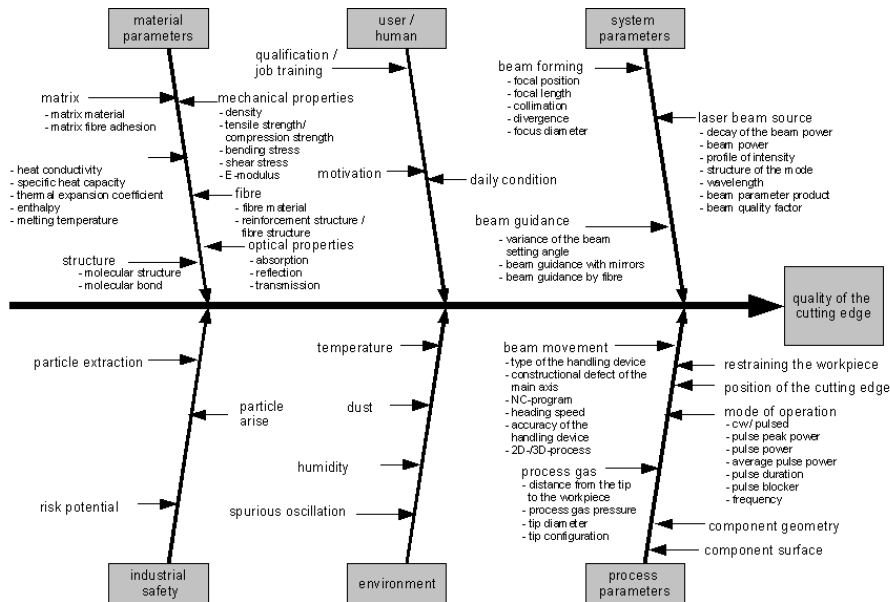 material
parameters
user /
human
system
parameters
qualification /
job training
matrix
- matrix material
- matrix fibre adhesion
mechanical properties
- density
- tensile strength/
compression strength
- bending stress
- shear stress
- E-modulus
- heat conductivity
- specific heat capacity
- thermal expansion coefficient
- enthalpy
- melting temperature
fibre
- fibre material
- reinforcement structure /
fibre structure
optical properties
- absorption
- reflection
- transmission
structure
- molecular structure
- molecular bond
motivation
daily condition
beam forming
- focal position
- focal length
- collimation
- divergence
- focus diameter
laser beam source
- decay of the beam power
- beam power
- profile of intensity
- structure of the mode
- wavelength
- beam parameter product
- beam quality factor
beam guidance
- variance of the beam
setting angle
- beam guidance with mirrors
- beam guidance by fibre
quality of the
cutting edge
particle extraction
particle
arise
risk potential
temperature
dust
humidity
spurious oscillation
beam movement
- type of the handling device
- constructional defect of the
main axis
- NC-program
- heading speed
- accuracy of the
handling device
- 2D-/3D-process
process gas
- distance from the tip
to the workpiece
- process gas pressure
- tip diameter
- tip configuration
restraining the workpiece
position of the cutting edge
mode of operation
- cw/ pulsed
- pulse peak power
- pulse power
- average pulse power
- pulse duration
- pulse blocker
- frequency
component geometry
component surface
industrial
safety
environment
process
parameters